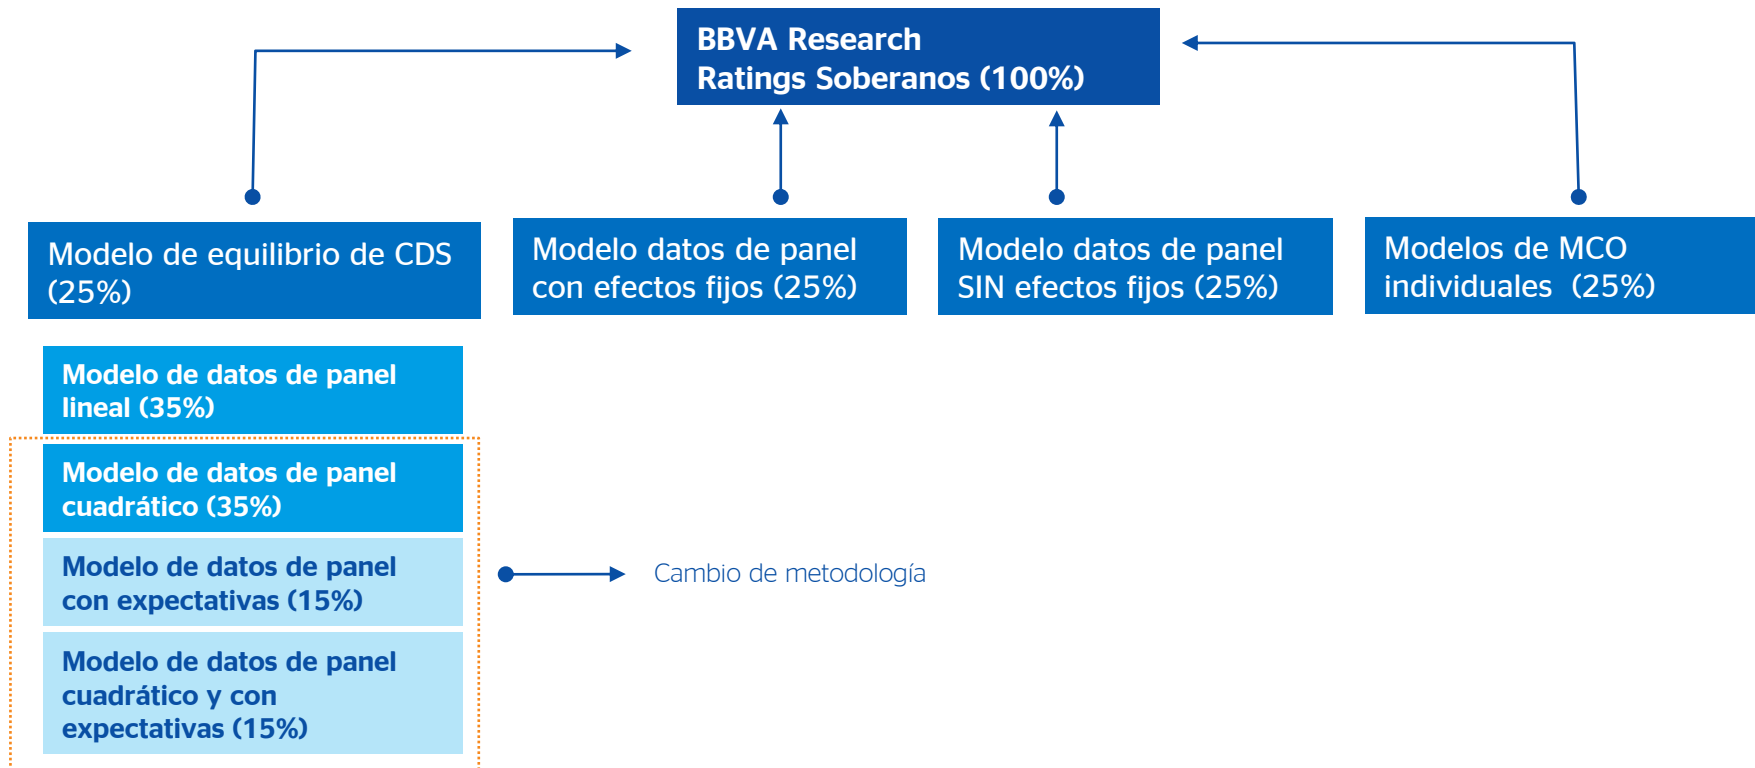 BBVA Research
Ratings Soberanos (100%)
Modelo de equilibrio de CDS
(25%)
Modelo datos de panel
con efectos fijos (25%)
Modelo datos de panel
SIN efectos fijos (25%)
Modelos de MCO
individuales (25%)
Modelo de datos de panel
lineal (35%)
Modelo de datos de panel
cuadrático (35%)
Modelo de datos de panel
con expectativas (15%)
Cambio de metodología
Modelo de datos de panel
cuadrático y con
expectativas (15%)